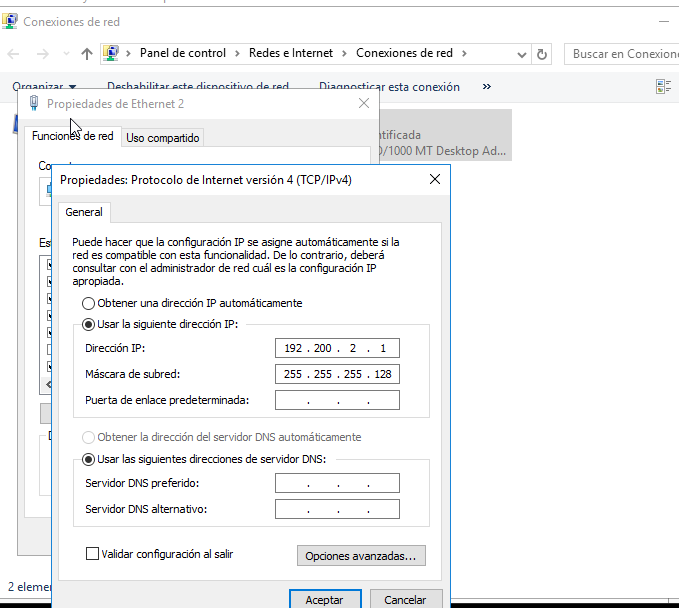 Conexiones de red
Panel de control > Redes e Internet > Conexiones de red >
Buscar en Conexione
Organizar Deshabilitar este dispositivo de red Diagnosticar esta conexión »
Propiedades de Ethernet 2
Funciones de red Uso compartido
ntificada
0/1000 MT Desktop Ad...
Propiedades: Protocolo de Internet versión 4 (TCP/IPv4)
General
Puede hacer que la configuración IP se asigne automáticamente si la
red es compatible con esta funcionalidad. De lo contrario, deberá
consultar con el administrador de red cuál es la configuración IP
apropiada.
Obtener una dirección IP automáticamente
Usar la siguiente dirección IP:
Dirección IP: 192 . 200 . 2 . 1
Máscara de subred: 255 . 255 . 255 . 128
Puerta de enlace predeterminada: . . .
Obtener la dirección del servidor DNS automáticamente
Usar las siguientes direcciones de servidor DNS:
Servidor DNS preferido: . . .
Servidor DNS alternativo: . . .
Validar configuración al salir
Opciones avanzadas...
Aceptar Cancelar
2 elemen